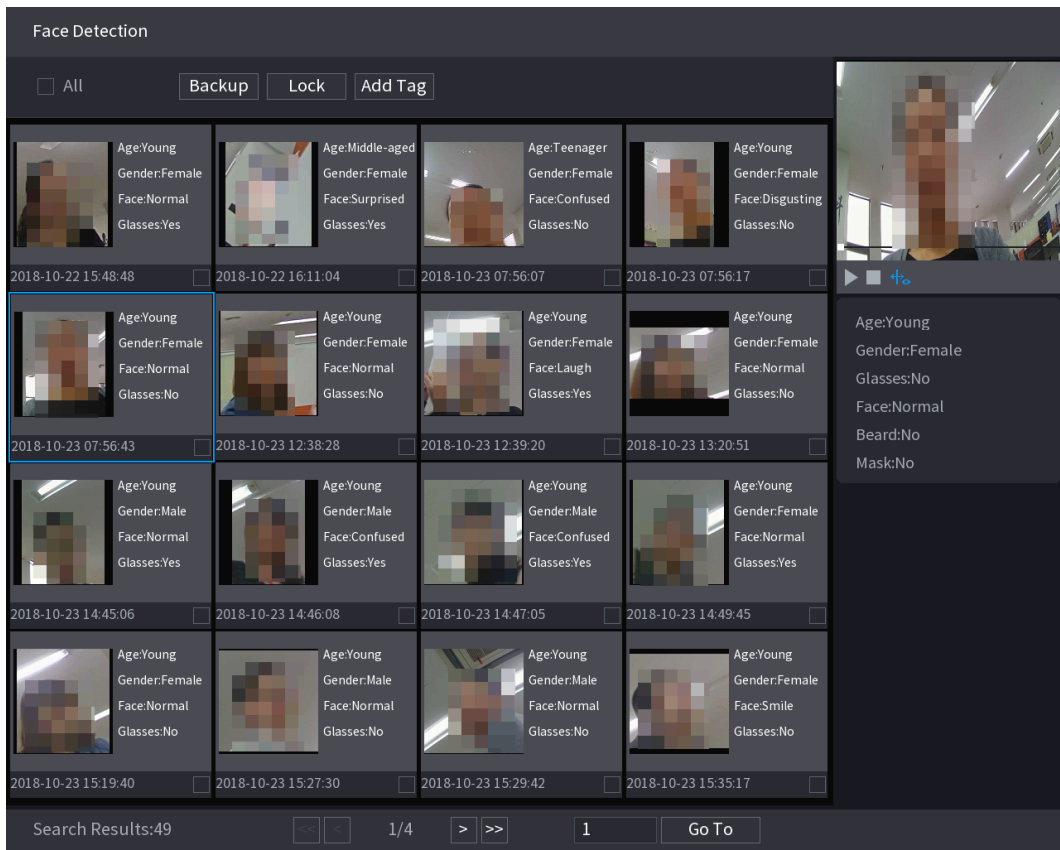 Face Detection
All
Backup
Lock
Add Tag
Age:Young
Gender:Female
Face:Normal
Glasses:Yes
2018-10-22 15:48:48
Age:Middle-aged
Gender:Female
Face:Surprised
Glasses:Yes
2018-10-22 16:11:04
Age:Teenager
Gender:Female
Face:Confused
Glasses:No
2018-10-23 07:56:07
Age:Young
Gender:Female
Face:Disgusting
Glasses:No
2018-10-23 07:56:17
Age:Young
Gender:Female
Face:Normal
Glasses:No
2018-10-23 07:56:43
Age:Young
Gender:Female
Face:Normal
Glasses:No
2018-10-23 12:38:28
Age:Young
Gender:Female
Face:Laugh
Glasses:Yes
2018-10-23 12:39:20
Age:Young
Gender:Female
Face:Normal
Glasses:No
2018-10-23 13:20:51
Age:Young
Gender:Male
Face:Normal
Glasses:Yes
2018-10-23 14:45:06
Age:Young
Gender:Male
Face:Confused
Glasses:Yes
2018-10-23 14:46:08
Age:Young
Gender:Male
Face:Confused
Glasses:Yes
2018-10-23 14:47:05
Age:Young
Gender:Female
Face:Normal
Glasses:Yes
2018-10-23 14:49:45
Age:Young
Gender:Female
Face:Normal
Glasses:No
2018-10-23 15:19:40
Age:Young
Gender:Male
Face:Normal
Glasses:No
2018-10-23 15:27:30
Age:Young
Gender:Male
Face:Normal
Glasses:No
2018-10-23 15:29:42
Age:Young
Gender:Female
Face:Smile
Glasses:No
2018-10-23 15:35:17
Age:Young
Gender:Female
Glasses:No
Face:Normal
Beard:No
Mask:No
Search Results:49
<<
<
1/4
>
>>
1
Go To